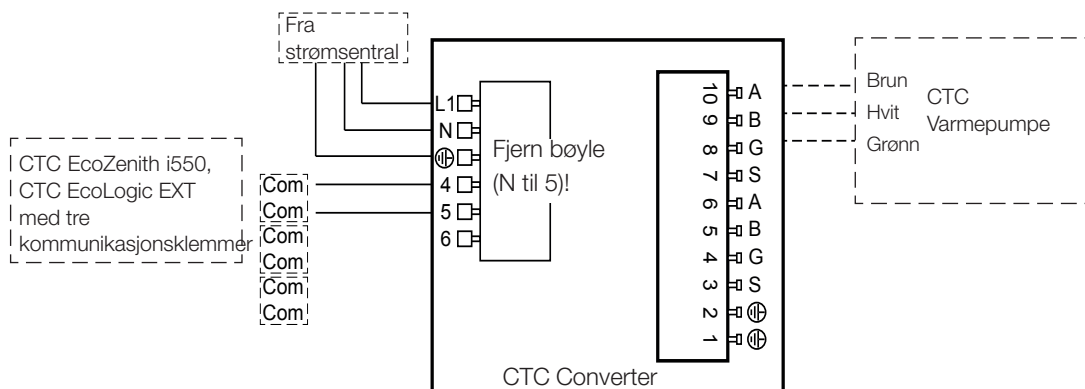 Fra
strømsentral
L1
N
4
5
6
Fjern bøyle
(N til 5)!
CTC EcoZenith i550,
CTC EcoLogic EXT
med tre
kommunikasjonsklemmer
Com
Com
Com
Com
Com
Com
10 A
9 B
8 G
7 S
6 A
5 B
4 G
3 S
2
1
Brun
Hvit
Grønn
CTC
Varmepumpe
CTC Converter